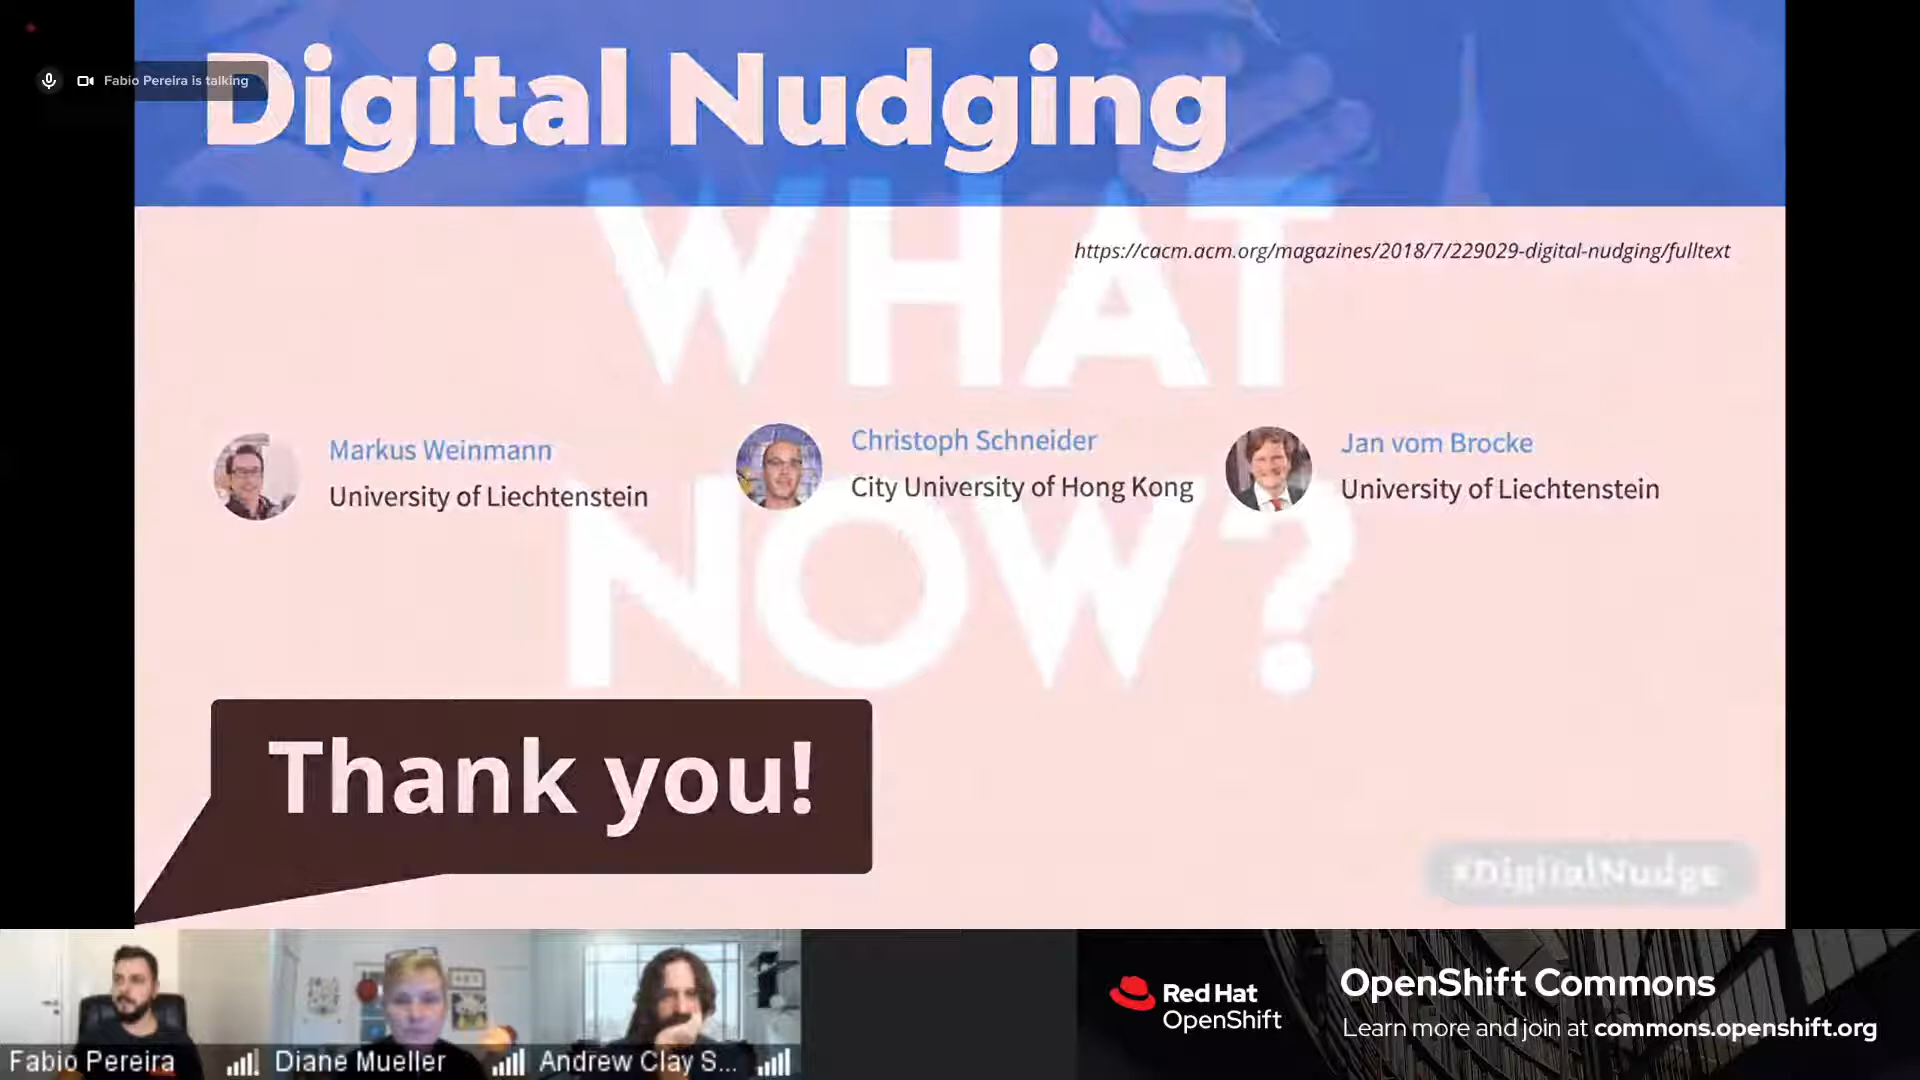 Digital Nudging
Fabio Pereira is talking
WHAT
https://cacm.acm.org/magazines/2018/7/229029-digital-nudging/fulltext
Markus Weinmann
University of Liechtenstein
Christoph Schneider
City University of Hong Kong
Jan vom Brocke
University of Liechtenstein
NOW?
Thank you!
#DigitalNudge
Fabio Pereira
Diane Mueller
Andrew Clay S...
Red Hat
OpenShift
OpenShift Commons
Learn more and join at commons.openshift.org